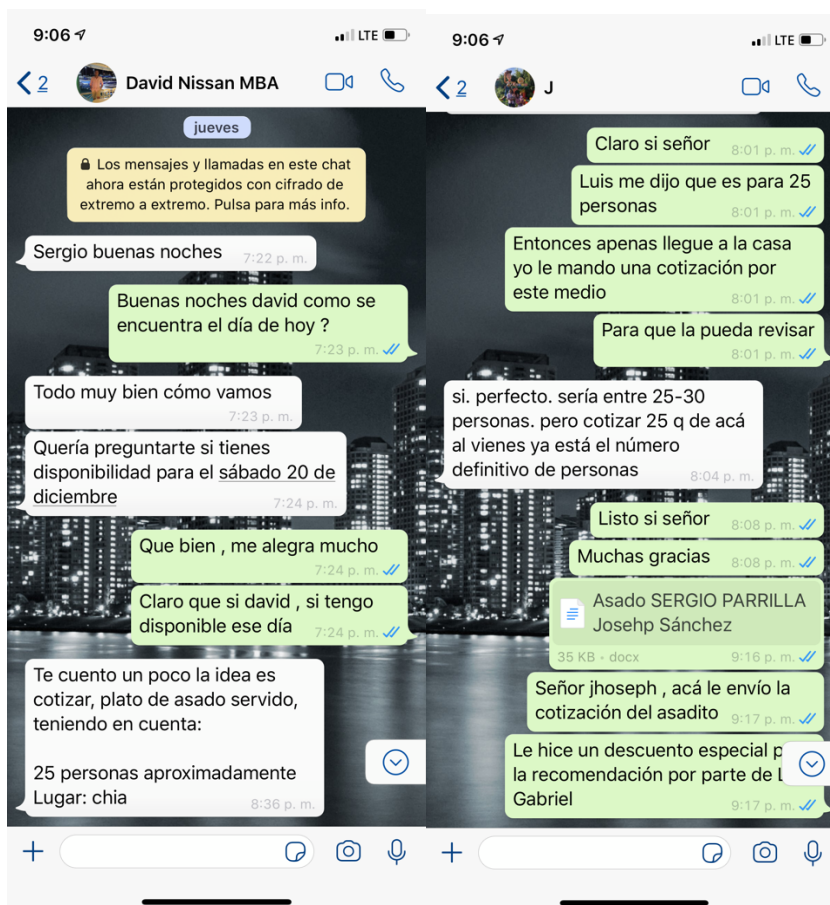 9:06
LTE
2
David Nissan MBA
jueves
Los mensajes y llamadas en este chat
ahora están protegidos con cifrado de
extremo a extremo. Pulsa para más info.
Sergio buenas noches 7:22 p. m.
Buenas noches david como se
encuentra el día de hoy ?
7:23 p. m.
Todo muy bien cómo vamos
7:23 p. m.
Quería preguntarte si tienes
disponibilidad para el sábado 20 de
diciembre 7:24 p. m.
Que bien , me alegra mucho
7:24 p. m.
Claro que si david , si tengo
disponible ese día 7:24 p. m.
Te cuento un poco la idea es
cotizar, plato de asado servido,
teniendo en cuenta:
25 personas aproximadamente
Lugar: chia 8:36 p. m.
9:06
LTE
2
J
Claro si señor 8:01 p. m.
Luis me dijo que es para 25
personas 8:01 p. m.
Entonces apenas llegue a la casa
yo le mando una cotización por
este medio 8:01 p. m.
Para que la pueda revisar
8:01 p. m.
si. perfecto. sería entre 25-30
personas. pero cotizar 25 q de acá
al vienes ya está el número
definitivo de personas 8:04 p. m.
Listo si señor 8:08 p. m.
Muchas gracias 8:08 p. m.
Asado SERGIO PARRILLA
Josehp Sánchez
35 KB • docx 9:16 p. m.
Señor jhoseph , acá le envío la
cotización del asadito 9:17 p. m.
Le hice un descuento especial
la recomendación por parte de
Gabriel 9:17 p. m.